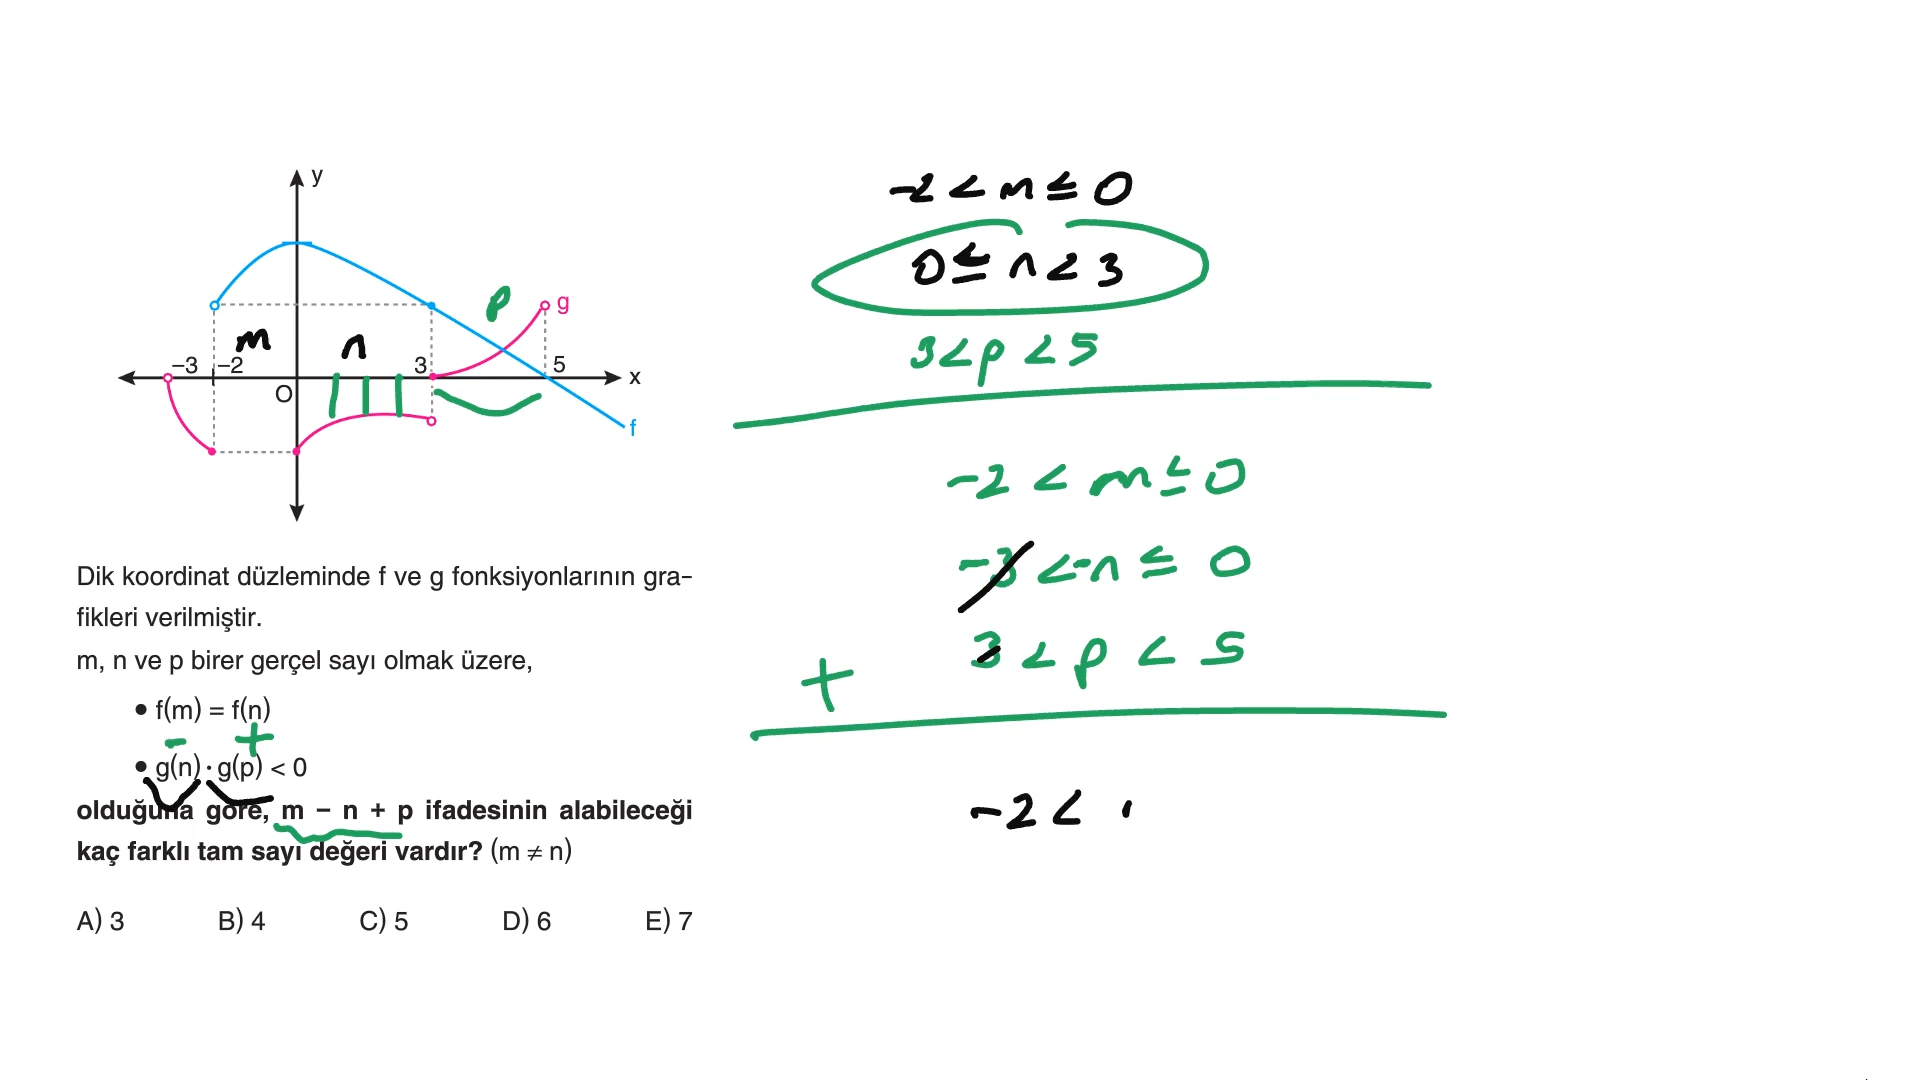 y
-2 < m ≤ 0
0 ≤ n < 3
3 < p < 5
p
g
m
n
−3
−2
3
5
x
O
f
-2 < m ≤ 0
-3 < -n ≤ 0
3 < p < 5
+
-2 <
Dik koordinat düzleminde f ve g fonksiyonlarının gra-
fikleri verilmiştir.
m, n ve p birer gerçel sayı olmak üzere,
• f(m) = f(n)
- +
• g(n) · g(p) < 0
olduğuna göre, m − n + p ifadesinin alabileceği
kaç farklı tam sayı değeri vardır? (m ≠ n)
A) 3 B) 4 C) 5 D) 6 E) 7